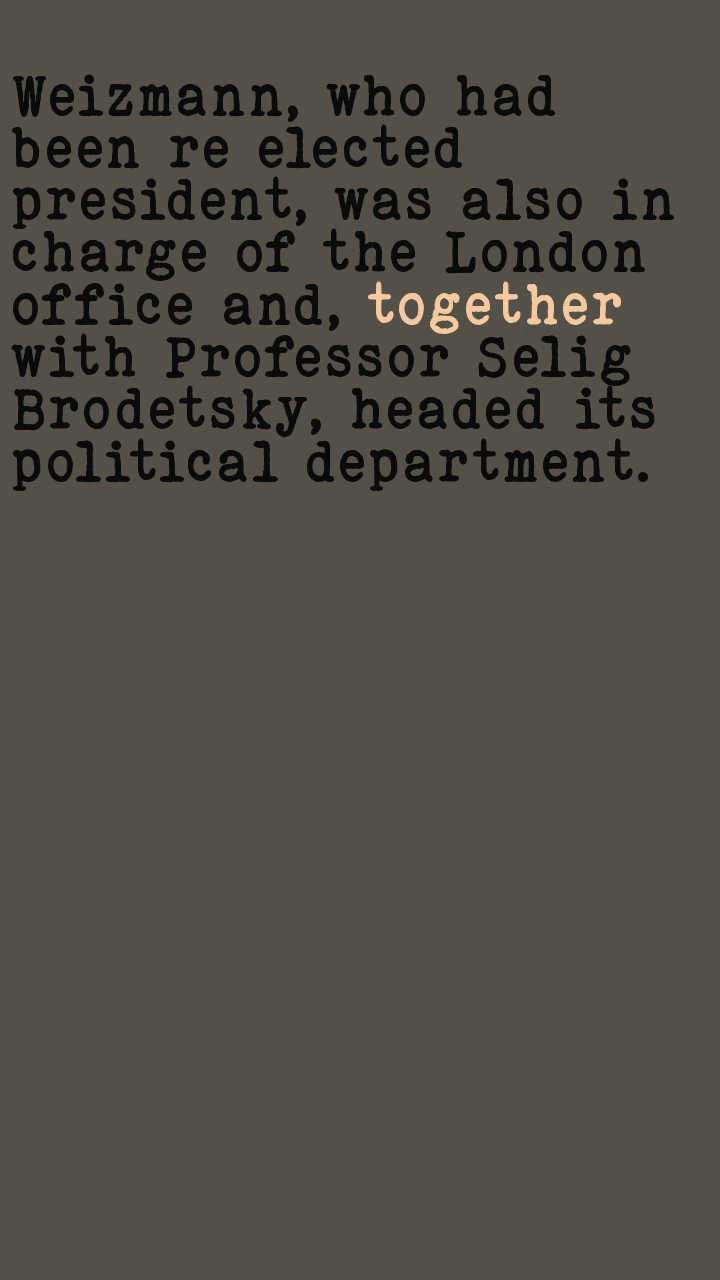 Weizmann, who had
been re elected
president, was also in
charge of the London
office and, together
with Professor Selig
Brodetsky, headed its
political department.